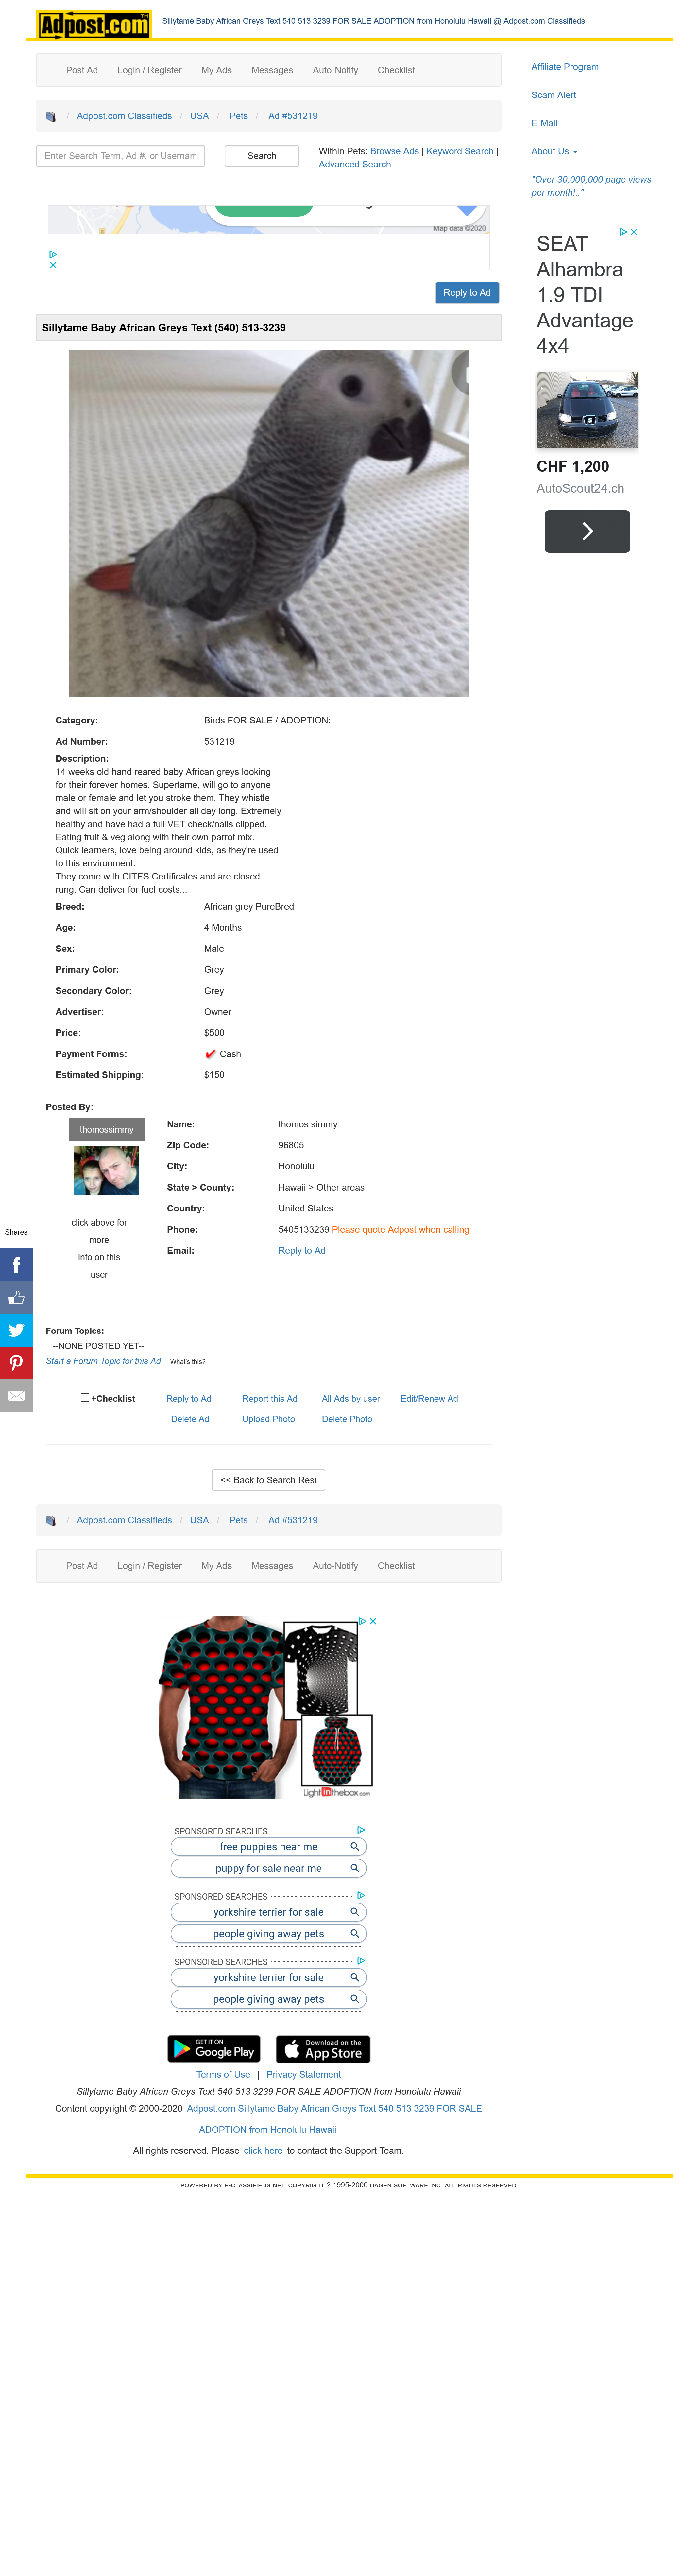 Adpost.com
Sillytame Baby African Greys Text 540 513 3239 FOR SALE ADOPTION from Honolulu Hawaii @ Adpost.com Classifieds
Post Ad Login / Register My Ads Messages Auto-Notify Checklist
Affiliate Program
Scam Alert
E-Mail
About Us
"Over 30,000,000 page views
per month!.."
/ Adpost.com Classifieds / USA / Pets / Ad #531219
Enter Search Term, Ad #, or Usernam
Search
Within Pets: Browse Ads | Keyword Search |
Advanced Search
Map data ©2020
Reply to Ad
SEAT
Alhambra
1.9 TDI
Advantage
4x4
CHF 1,200
AutoScout24.ch
Sillytame Baby African Greys Text (540) 513-3239
Category: Birds FOR SALE / ADOPTION:
Ad Number: 531219
Description:
14 weeks old hand reared baby African greys looking
for their forever homes. Supertame, will go to anyone
male or female and let you stroke them. They whistle
and will sit on your arm/shoulder all day long. Extremely
healthy and have had a full VET check/nails clipped.
Eating fruit & veg along with their own parrot mix.
Quick learners, love being around kids, as they're used
to this environment.
They come with CITES Certificates and are closed
rung. Can deliver for fuel costs...
Breed: African grey PureBred
Age: 4 Months
Sex: Male
Primary Color: Grey
Secondary Color: Grey
Advertiser: Owner
Price: $500
Payment Forms: Cash
Estimated Shipping: $150
Posted By:
thomossimmy
click above for
more
info on this
user
Name: thomos simmy
Zip Code: 96805
City: Honolulu
State > County: Hawaii > Other areas
Country: United States
Phone: 5405133239 Please quote Adpost when calling
Email: Reply to Ad
Shares
Forum Topics:
--NONE POSTED YET--
Start a Forum Topic for this Ad What's this?
+Checklist Reply to Ad Report this Ad All Ads by user Edit/Renew Ad
Delete Ad Upload Photo Delete Photo
<< Back to Search Resu
/ Adpost.com Classifieds / USA / Pets / Ad #531219
Post Ad Login / Register My Ads Messages Auto-Notify Checklist
LightInthebox.com
SPONSORED SEARCHES
free puppies near me
puppy for sale near me
SPONSORED SEARCHES
yorkshire terrier for sale
people giving away pets
SPONSORED SEARCHES
yorkshire terrier for sale
people giving away pets
GET IT ON
Google Play
Download on the
App Store
Terms of Use | Privacy Statement
Sillytame Baby African Greys Text 540 513 3239 FOR SALE ADOPTION from Honolulu Hawaii
Content copyright © 2000-2020 Adpost.com Sillytame Baby African Greys Text 540 513 3239 FOR SALE
ADOPTION from Honolulu Hawaii
All rights reserved. Please click here to contact the Support Team.
POWERED BY E-CLASSIFIEDS.NET. COPYRIGHT ? 1995-2000 HAGEN SOFTWARE INC. ALL RIGHTS RESERVED.